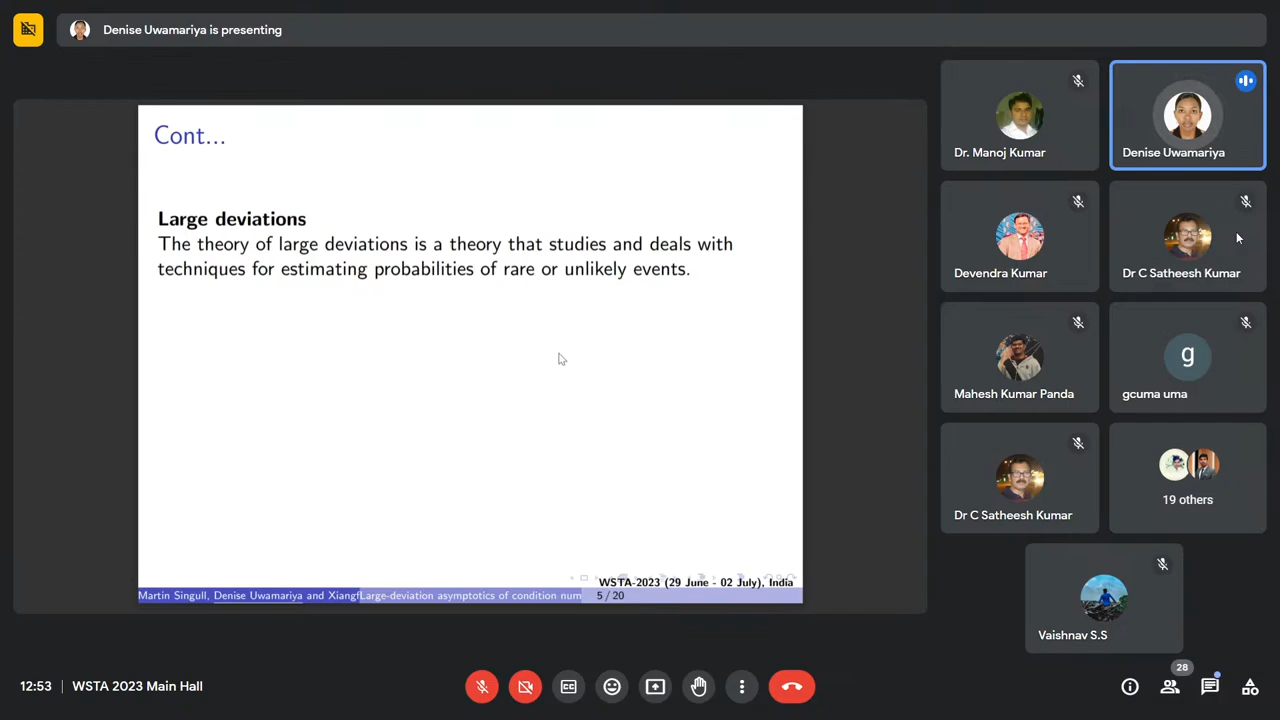 Denise Uwamariya is presenting
Cont...
Large deviations
The theory of large deviations is a theory that studies and deals with
techniques for estimating probabilities of rare or unlikely events.
WSTA-2023 (29 June - 02 July), India
Martin Singull, Denise Uwamariya and Xiangf
Large-deviation asymptotics of condition num
5 / 20
Dr. Manoj Kumar
Denise Uwamariya
Devendra Kumar
Dr C Satheesh Kumar
Mahesh Kumar Panda
g
gcuma uma
Dr C Satheesh Kumar
19 others
Vaishnav S.S
12:53 | WSTA 2023 Main Hall
CC
28